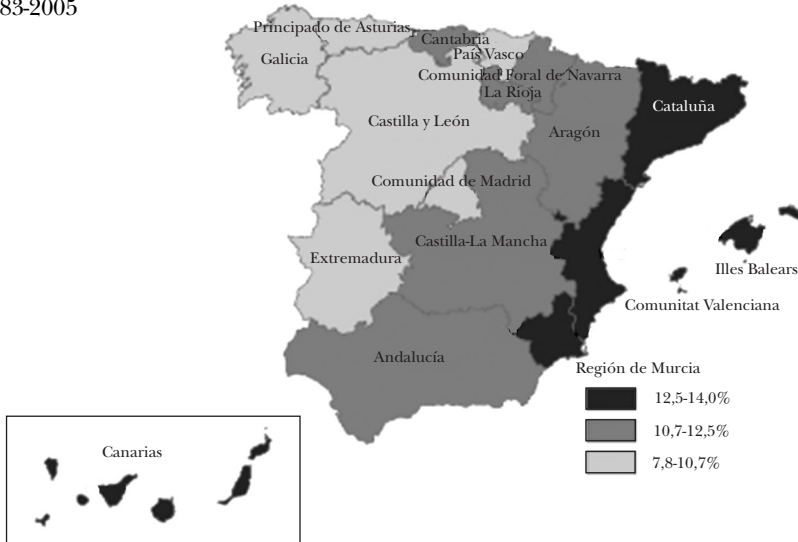 83-2005
Principado de Asturias
Cantabria
País Vasco
Galicia
Comunidad Foral de Navarra
La Rioja
Cataluña
Castilla y León
Aragón
Comunidad de Madrid
Castilla-La Mancha
Extremadura
Illes Balears
Comunitat Valenciana
Andalucía
Región de Murcia
12,5-14,0%
10,7-12,5%
7,8-10,7%
Canarias